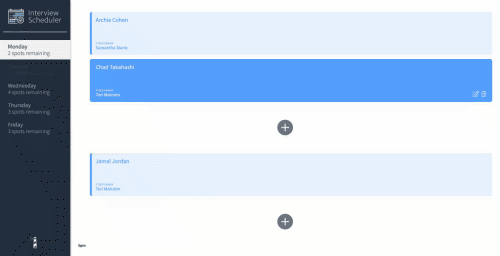 Interview
Scheduler
Monday
2 spots remaining
Wednesday
4 spots remaining
Thursday
3 spots remaining
Friday
3 spots remaining
Archie Cohen
Interviewer
Samantha Stanic
Chad Takahashi
Interviewer
Tori Malcolm
Jamal Jordan
Interviewer
Tori Malcolm
5pm